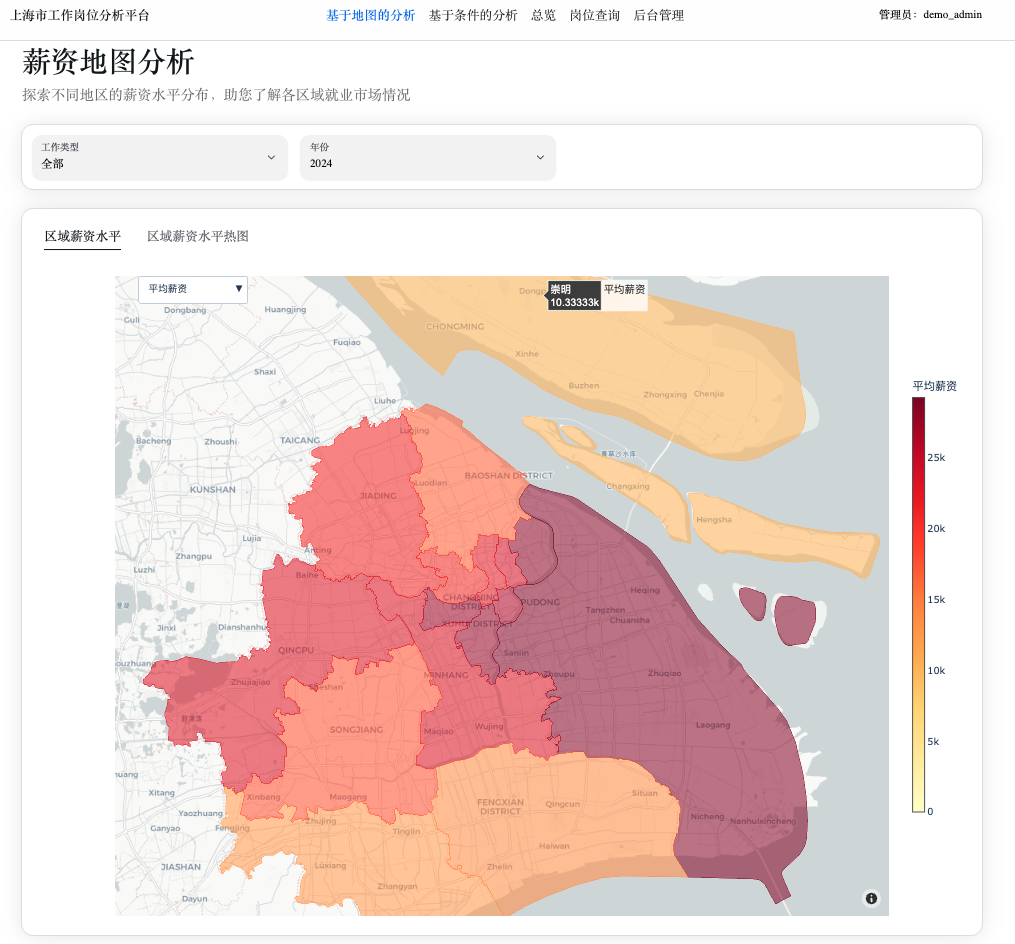 上海市工作岗位分析平台
基于地图的分析 基于条件的分析 总览 岗位查询 后台管理
管理员：demo_admin
薪资地图分析
探索不同地区的薪资水平分布，助您了解各区域就业市场情况
工作类型
全部
年份
2024
区域薪资水平 区域薪资水平热图
平均薪资
崇明
10.33333k
平均薪资
Guli
Dongbang
Huangjing
CHONGMING
Fuqiao
Xinhe
Shaxi
Buzhen
Zhongxing
Chenjia
Liuhe
Luojing
Bacheng
Zhoushi
TAICANG
青草沙水库
BAOSHAN DISTRICT
Luodian
Changxing
KUNSHAN
JIADING
Hengsha
Lujia
Anting
Zhangpu
Luzhi
Baihe
Heqing
CHANGNING
DISTRICT
PUDONG
Tangzhen
Chuansha
XUHUI DISTRICT
Jinxi
Dianshanhu
QINGPU
Sanlin
ouzhuang
MINHANG
Zhoupu
Zhuqiao
Zhujiajiao
Sheshan
SONGJIANG
Maqiao
Wujing
Laogang
huang
Xitang
Xinbang
Maogang
Situan
FENGXIAN
DISTRICT
Qingcun
Yaozhuang
Nicheng
Nanhuixincheng
Ganyao
Fengjing
Zhujing
Tinglin
Haiwan
JIASHAN
Luxiang
Zhelin
Zhangyan
Dayun
平均薪资
25k
20k
15k
10k
5k
0